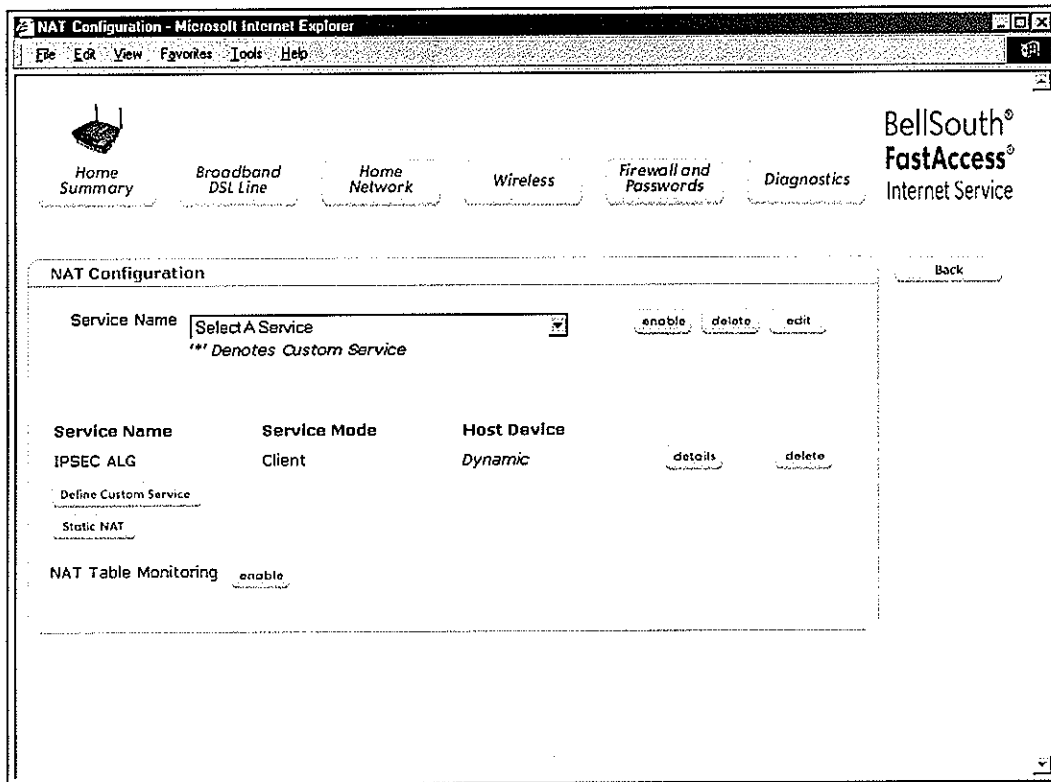 NAT Configuration - Microsoft Internet Explorer
File Edit View Favorites Tools Help
BellSouth®
FastAccess®
Internet Service
Home Summary
Broadband DSL Line
Home Network
Wireless
Firewall and Passwords
Diagnostics
NAT Configuration
Back
Service Name Select A Service enable delete edit
'*' Denotes Custom Service
Service Name Service Mode Host Device
IPSEC ALG Client Dynamic details delete
Define Custom Service
Static NAT
NAT Table Monitoring enable